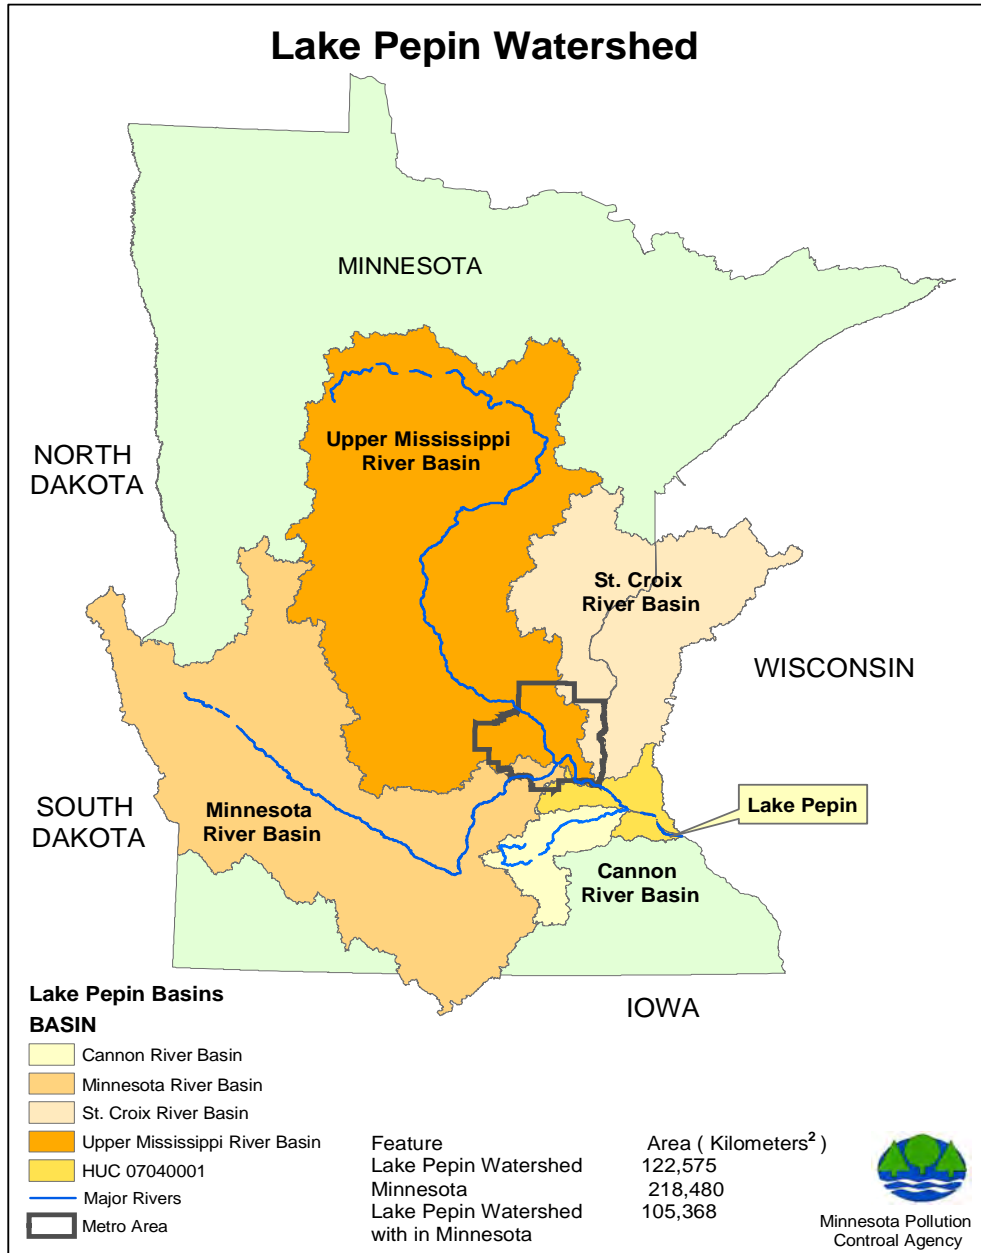 Lake Pepin Watershed
MINNESOTA
Upper Mississippi
River Basin
NORTH
DAKOTA
St. Croix
River Basin
WISCONSIN
SOUTH
DAKOTA
Minnesota
River Basin
Lake Pepin
Cannon
River Basin
IOWA
Lake Pepin Basins
BASIN
Cannon River Basin
Minnesota River Basin
St. Croix River Basin
Upper Mississippi River Basin
HUC 07040001
Major Rivers
Metro Area
Feature Area ( Kilometers² )
Lake Pepin Watershed 122,575
Minnesota 218,480
Lake Pepin Watershed 105,368
with in Minnesota
Minnesota Pollution
Controal Agency